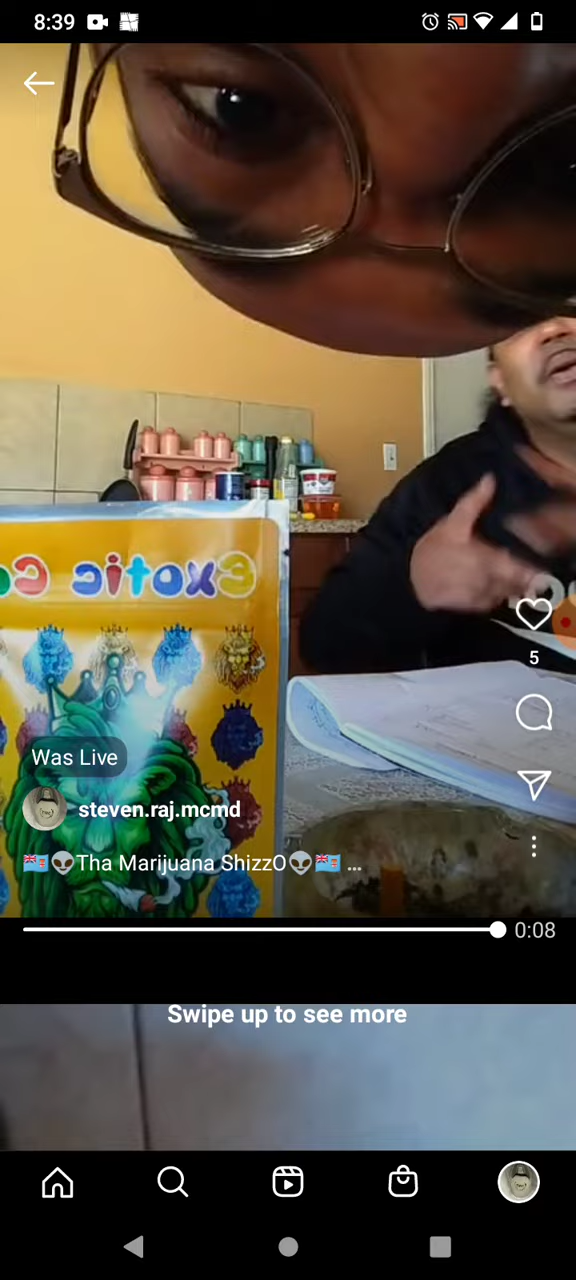 8:39
Exotic
Was Live
5
steven.raj.mcmd
🇫🇯👽Tha Marijuana ShizzO👽🇫🇯 ...
0:08
Swipe up to see more